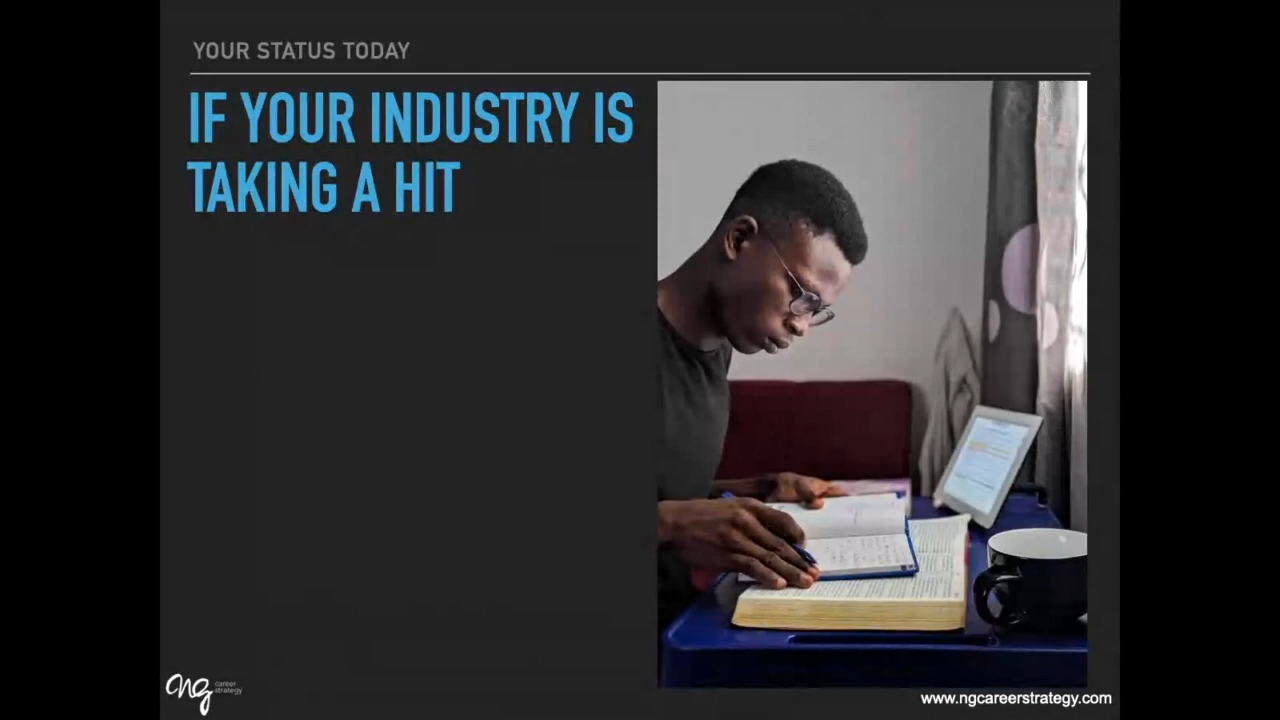 YOUR STATUS TODAY
IF YOUR INDUSTRY IS
TAKING A HIT
ng career
strategy
www.ngcareerstrategy.com